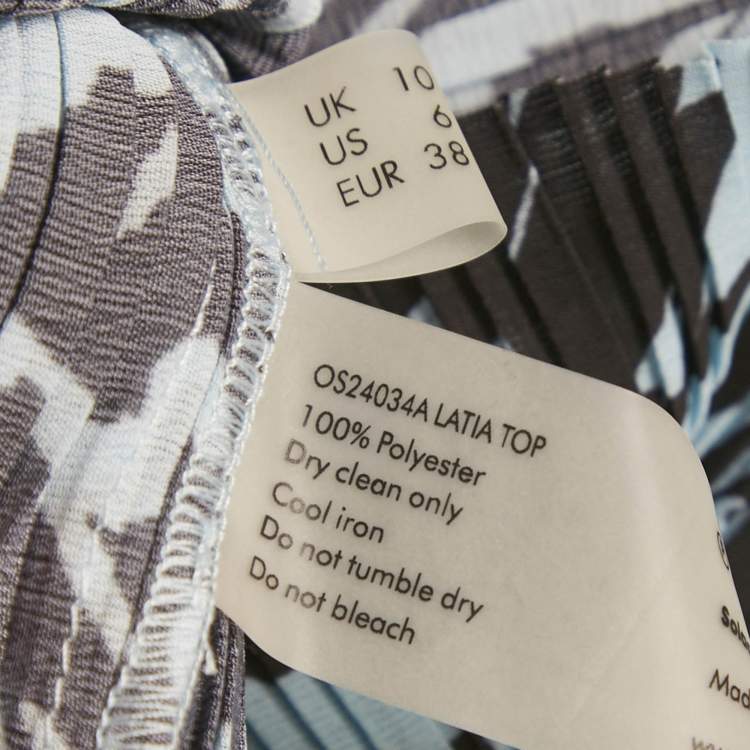 UK 10
US 6
EUR 38
OS24034A LATIA TOP
100% Polyester
Dry clean only
Cool iron
Do not tumble dry
Do not bleach